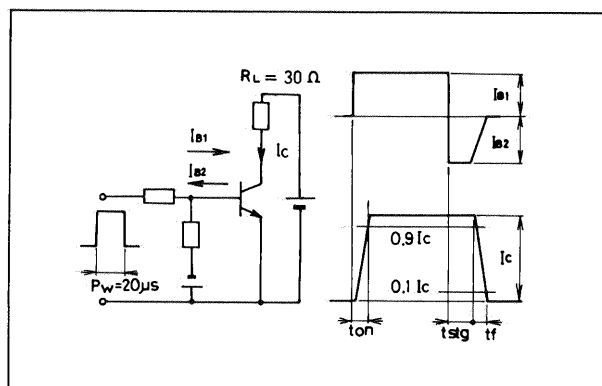 RL = 30 Ω
IB1
IB2
Ic
Pw=20µs
IB1
IB2
0.9 Ic
Ic
0.1 Ic
ton
tstg
tf